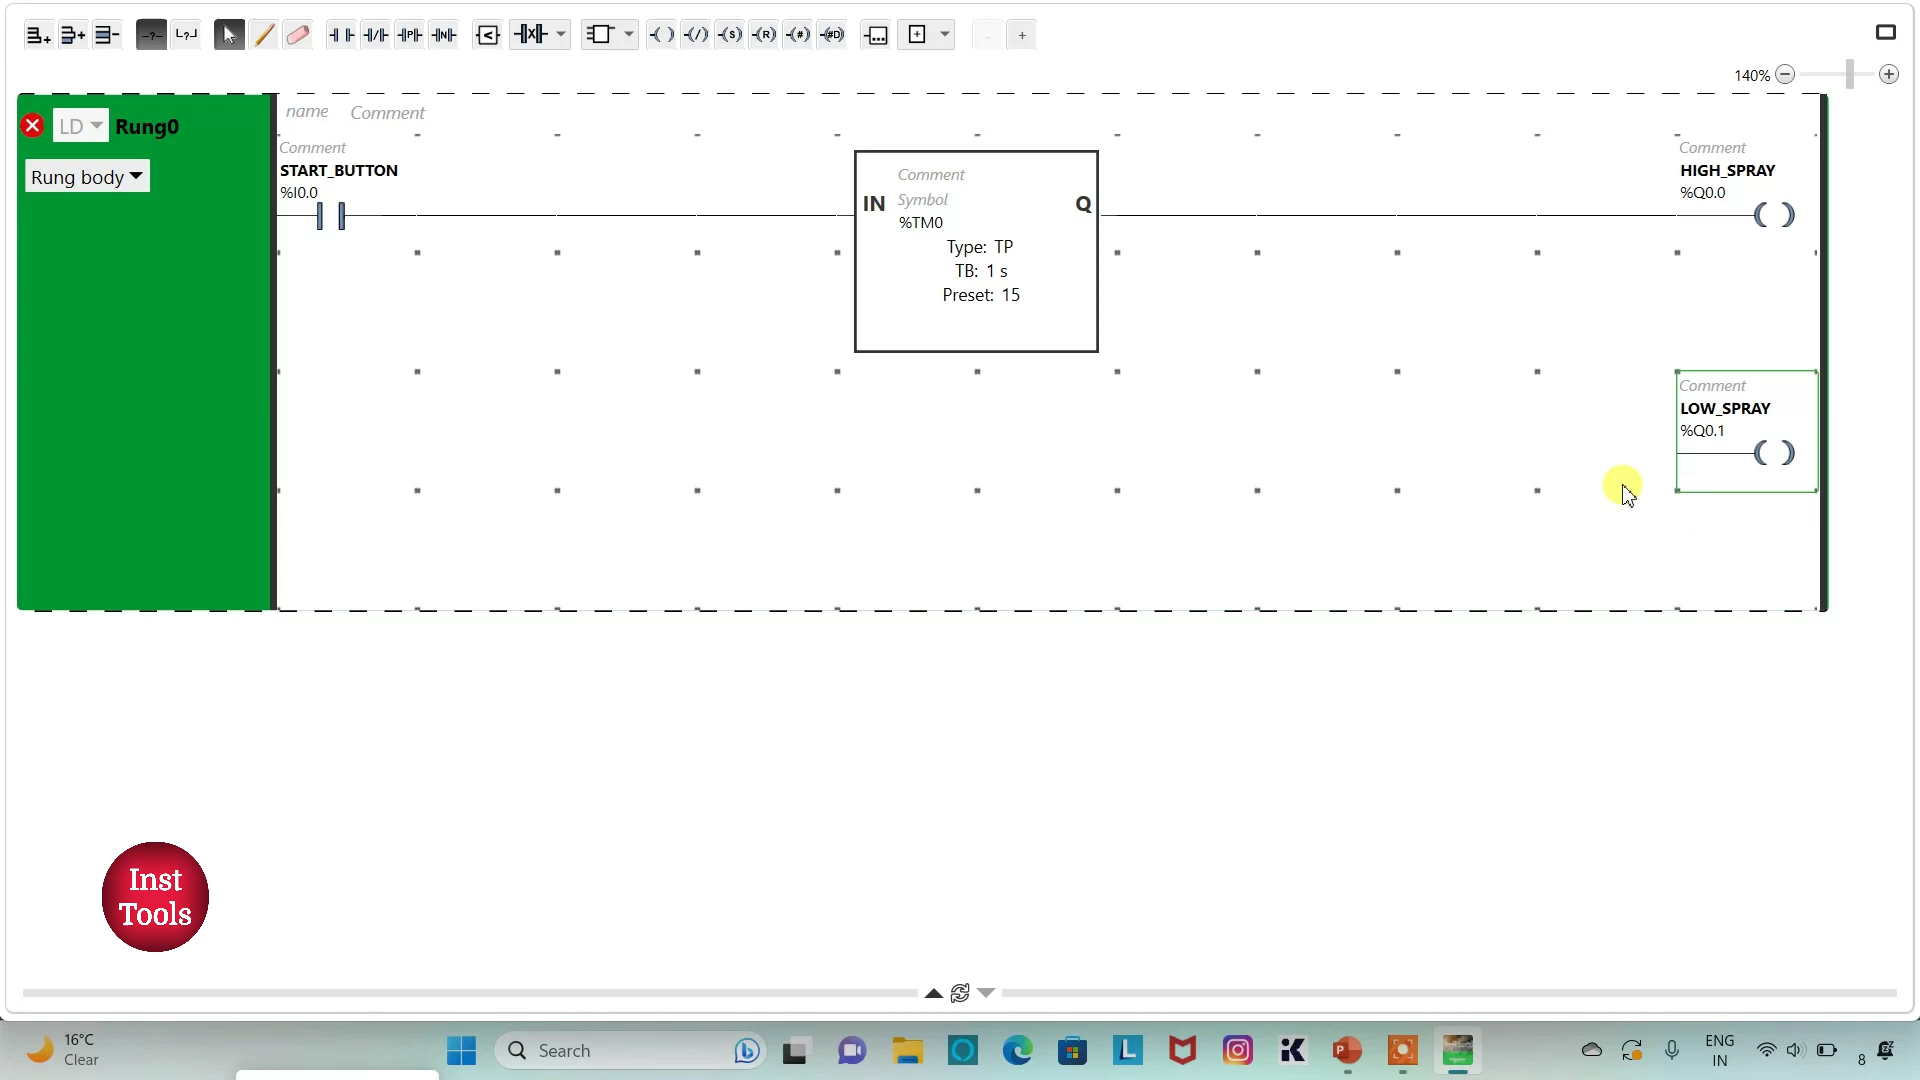 140%
LD Rung0
Rung body
name Comment
Comment
START_BUTTON
%I0.0
Comment
IN Symbol Q
%TM0
Type: TP
TB: 1 s
Preset: 15
Comment
HIGH_SPRAY
%Q0.0
Comment
LOW_SPRAY
%Q0.1
Inst
Tools
16°C
Clear
Search
ENG
IN
8